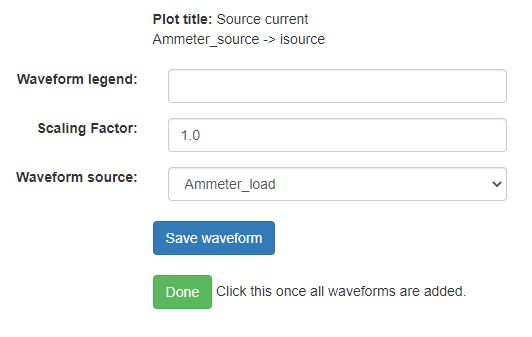 Plot title: Source current
Ammeter_source -> isource
Waveform legend:
Scaling Factor: 1.0
Waveform source: Ammeter_load
Save waveform
Done Click this once all waveforms are added.